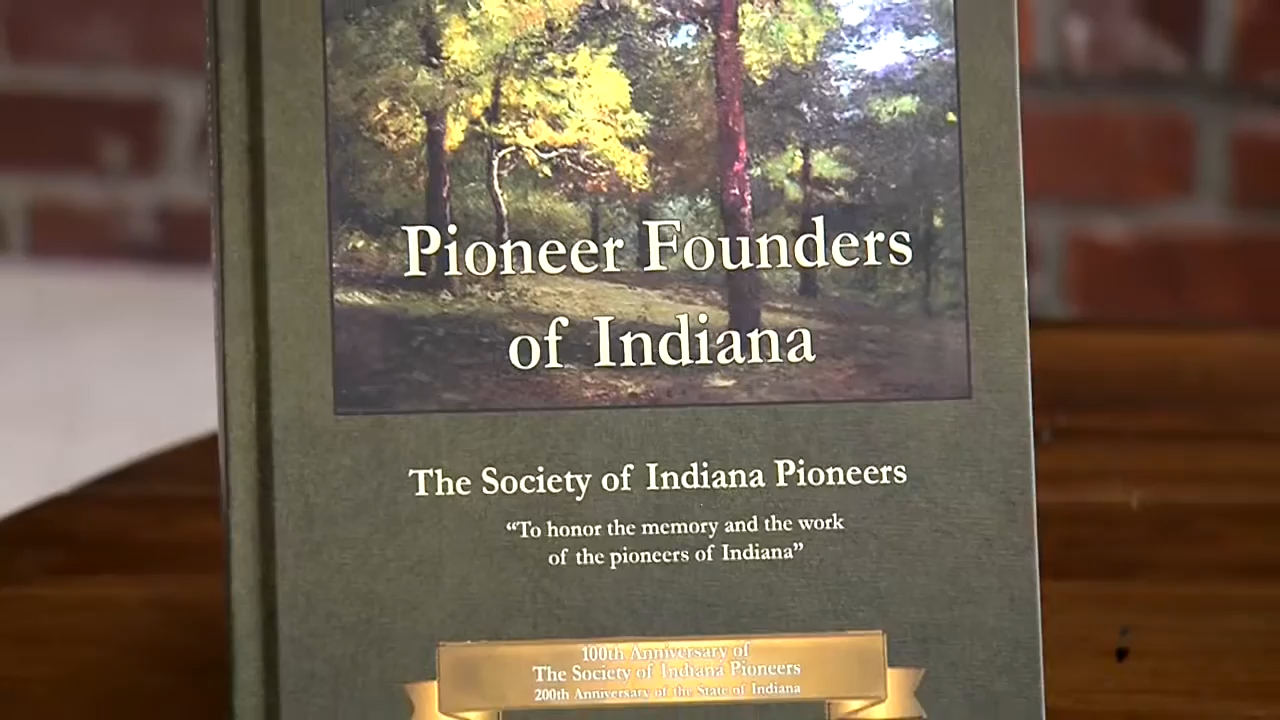 Pioneer Founders
of Indiana
The Society of Indiana Pioneers
“To honor the memory and the work
of the pioneers of Indiana”
100th Anniversary of
The Society of Indiana Pioneers
200th Anniversary of the State of Indiana